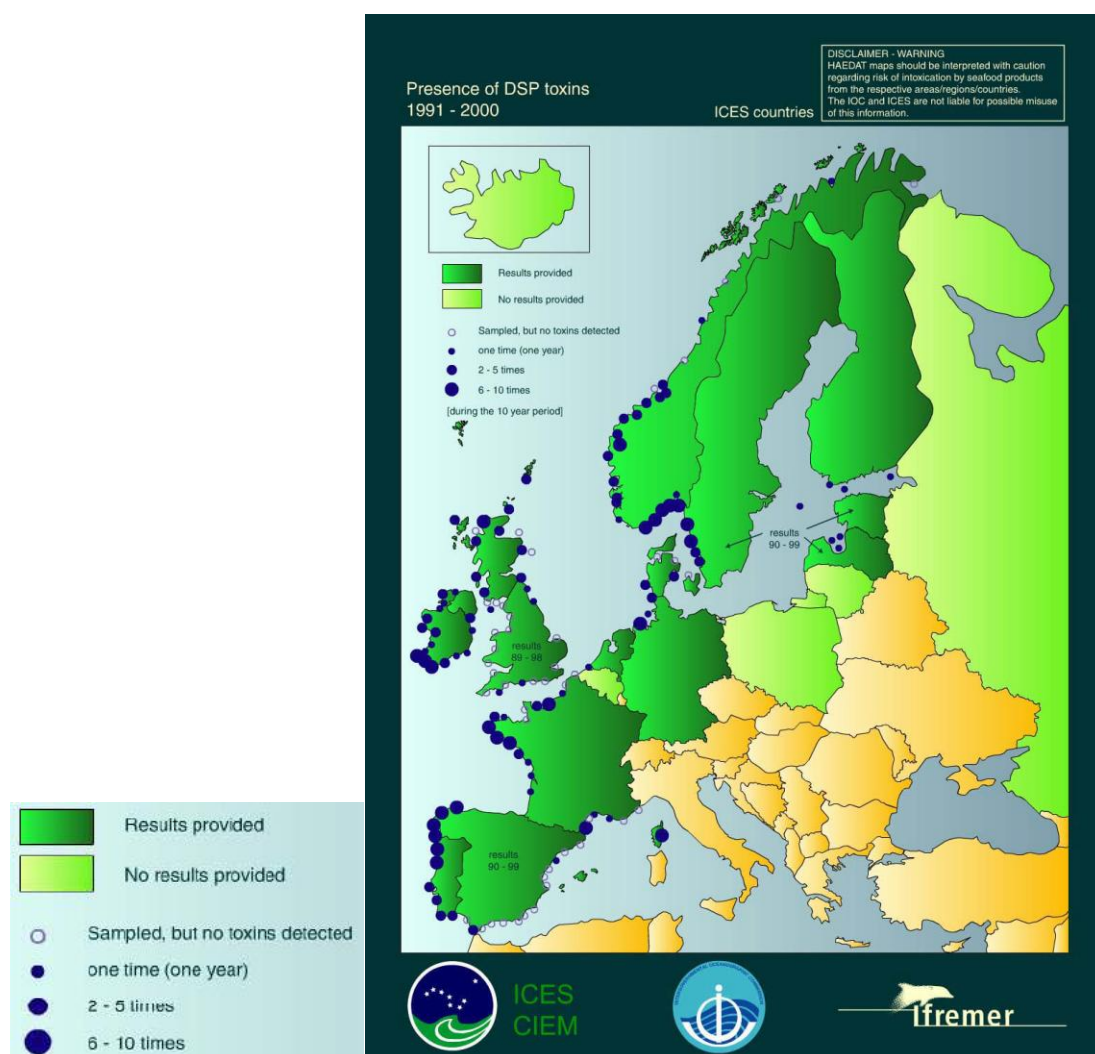 DISCLAIMER - WARNING
HAEDAT maps should be interpreted with caution
regarding risk of intoxication by seafood products
from the respective areas/regions/countries.
The IOC and ICES are not liable for possible misuse
of this information.
Presence of DSP toxins
1991 - 2000
ICES countries
Results provided
No results provided
Sampled, but no toxins detected
one time (one year)
2 - 5 times
6 - 10 times
[during the 10 year period]
results
90 - 99
results
89 - 98
results
90 - 99
Results provided
No results provided
Sampled, but no toxins detected
one time (one year)
2 - 5 times
6 - 10 times
ICES
CIEM
Ifremer